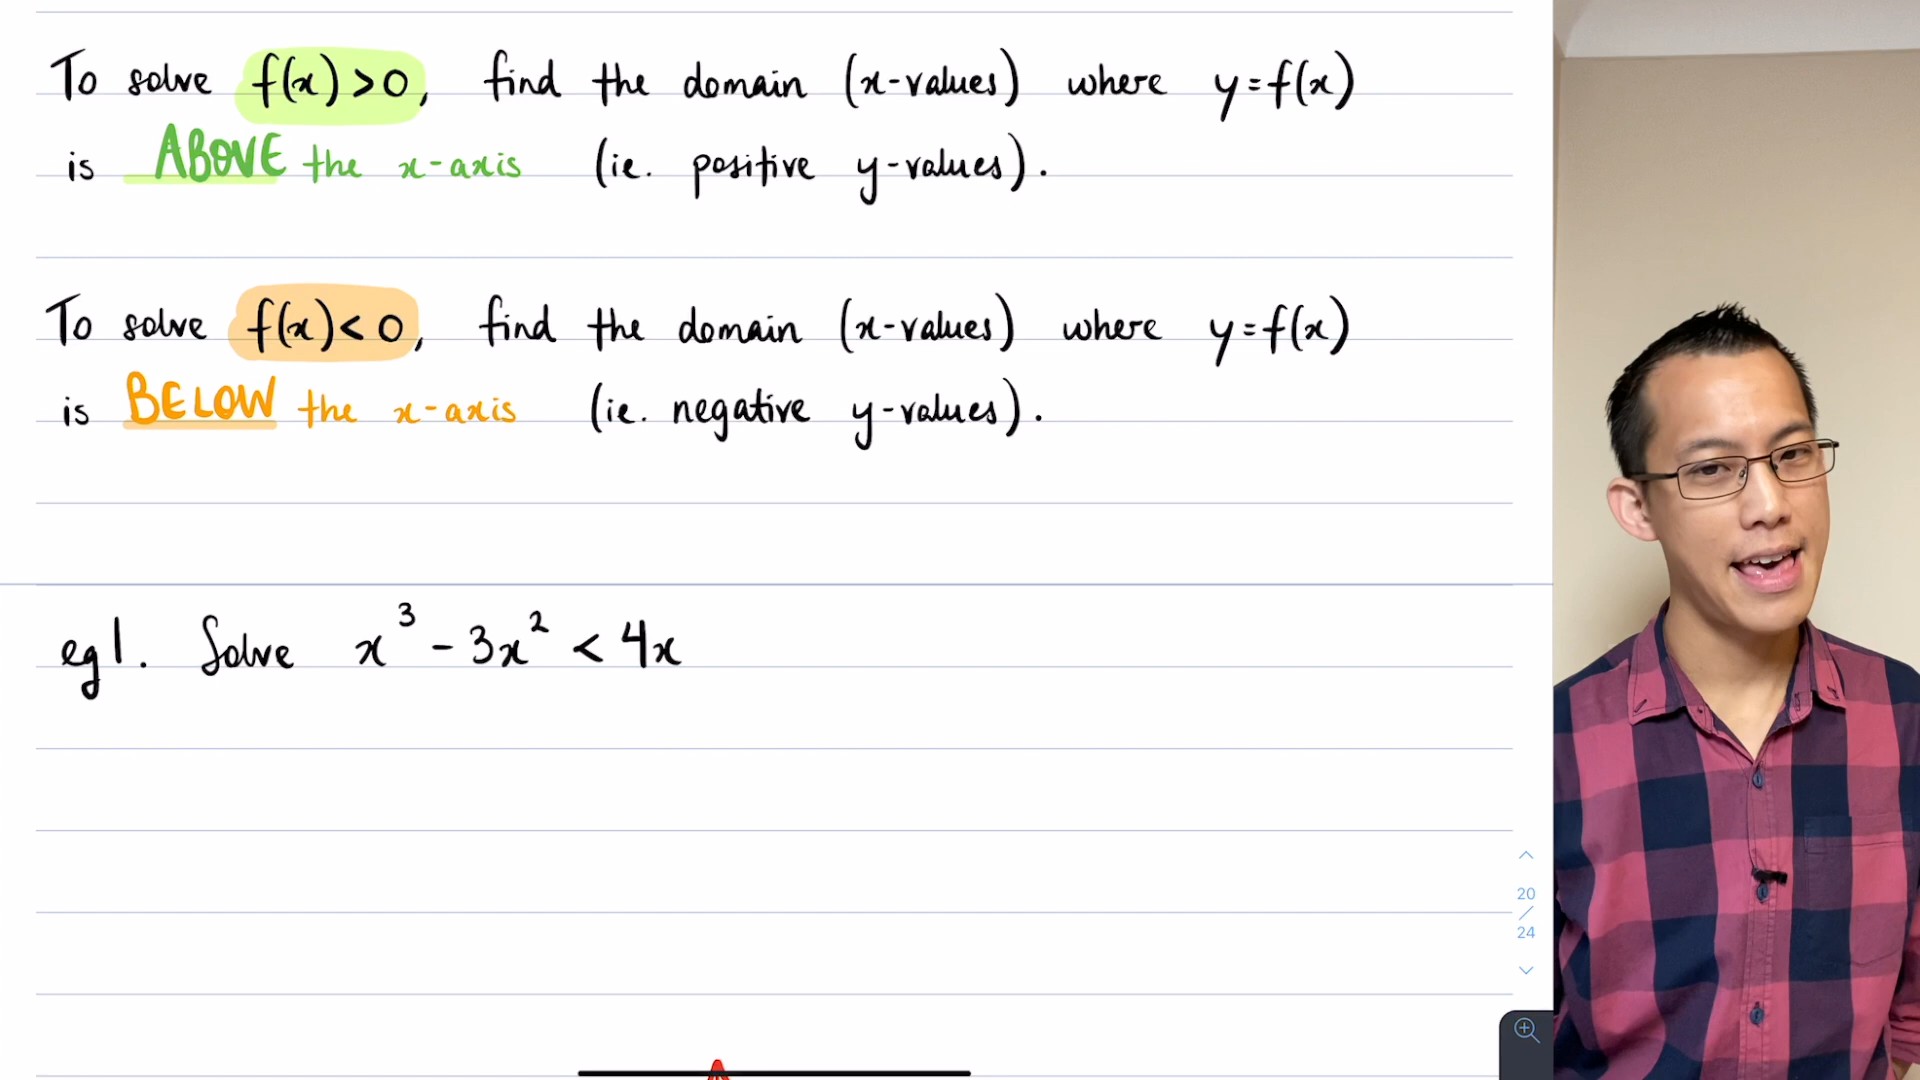 To solve f(x) > 0, find the domain (x-values) where y = f(x)
is ABOVE the x-axis (ie. positive y-values).
To solve f(x) < 0, find the domain (x-values) where y = f(x)
is BELOW the x-axis (ie. negative y-values).
eg1. Solve x³ - 3x² < 4x
20
/
24